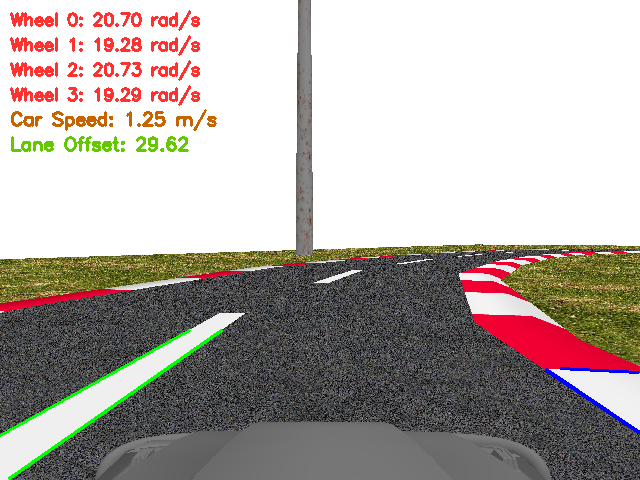 Wheel 0: 20.70 rad/s
Wheel 1: 19.28 rad/s
Wheel 2: 20.73 rad/s
Wheel 3: 19.29 rad/s
Car Speed: 1.25 m/s
Lane Offset: 29.62